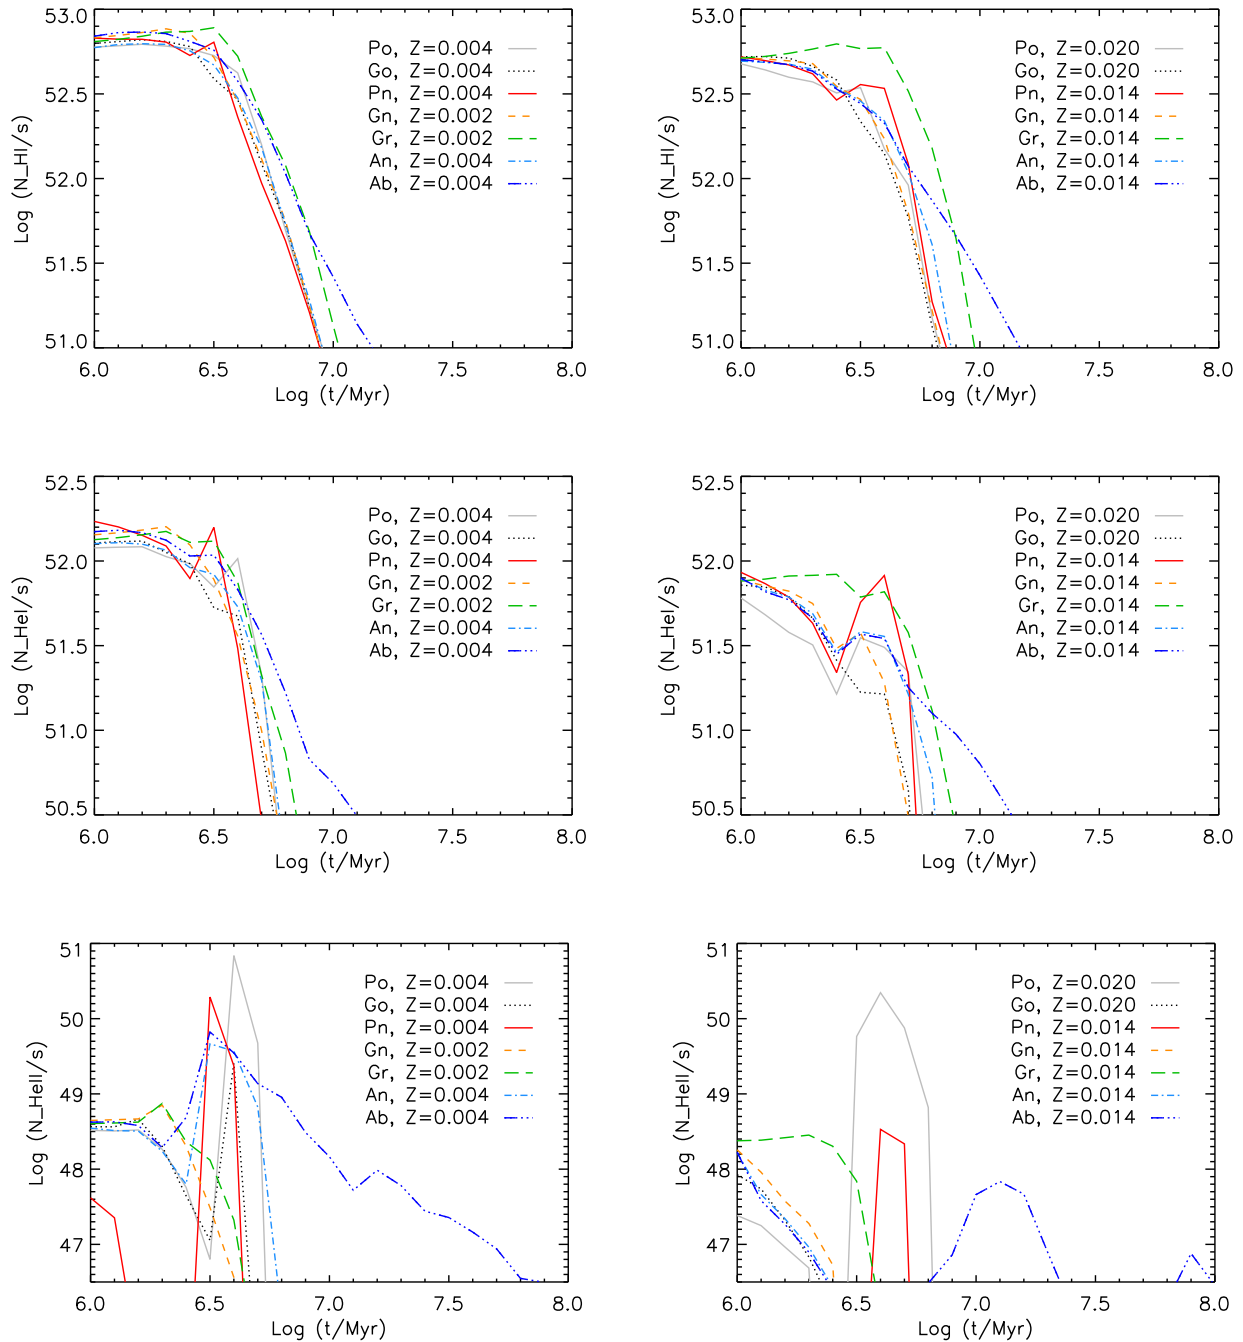 53.0
52.5
52.0
51.5
51.0
Log (N_HI/s)
Po, Z=0.004
Go, Z=0.004
Pn, Z=0.004
Gn, Z=0.002
Gr, Z=0.002
An, Z=0.004
Ab, Z=0.004
6.0 6.5 7.0 7.5 8.0
Log (t/Myr)
53.0
52.5
52.0
51.5
51.0
Log (N_HI/s)
Po, Z=0.020
Go, Z=0.020
Pn, Z=0.014
Gn, Z=0.014
Gr, Z=0.014
An, Z=0.014
Ab, Z=0.014
6.0 6.5 7.0 7.5 8.0
Log (t/Myr)
52.5
52.0
51.5
51.0
50.5
Log (N_HeI/s)
Po, Z=0.004
Go, Z=0.004
Pn, Z=0.004
Gn, Z=0.002
Gr, Z=0.002
An, Z=0.004
Ab, Z=0.004
6.0 6.5 7.0 7.5 8.0
Log (t/Myr)
52.5
52.0
51.5
51.0
50.5
Log (N_HeI/s)
Po, Z=0.020
Go, Z=0.020
Pn, Z=0.014
Gn, Z=0.014
Gr, Z=0.014
An, Z=0.014
Ab, Z=0.014
6.0 6.5 7.0 7.5 8.0
Log (t/Myr)
51
50
49
48
47
Log (N_HeII/s)
Po, Z=0.004
Go, Z=0.004
Pn, Z=0.004
Gn, Z=0.002
Gr, Z=0.002
An, Z=0.004
Ab, Z=0.004
6.0 6.5 7.0 7.5 8.0
Log (t/Myr)
51
50
49
48
47
Log (N_HeII/s)
Po, Z=0.020
Go, Z=0.020
Pn, Z=0.014
Gn, Z=0.014
Gr, Z=0.014
An, Z=0.014
Ab, Z=0.014
6.0 6.5 7.0 7.5 8.0
Log (t/Myr)